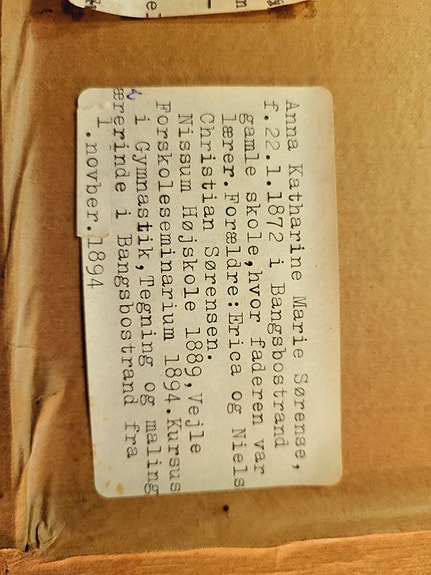 Anna Katharine Marie Sørense,
f.22.1.1872 i Bangsbostrand
gamle skole,hvor faderen var
lærer.Forældre:Erica og Niels
Christian Sørensen.
Nissum Højskole 1889,Vejle
Forskoleseminarium 1894.Kursus
i Gymnastik,Tegning og maling
Lærerinde i Bangsbostrand fra
1.novber.1894